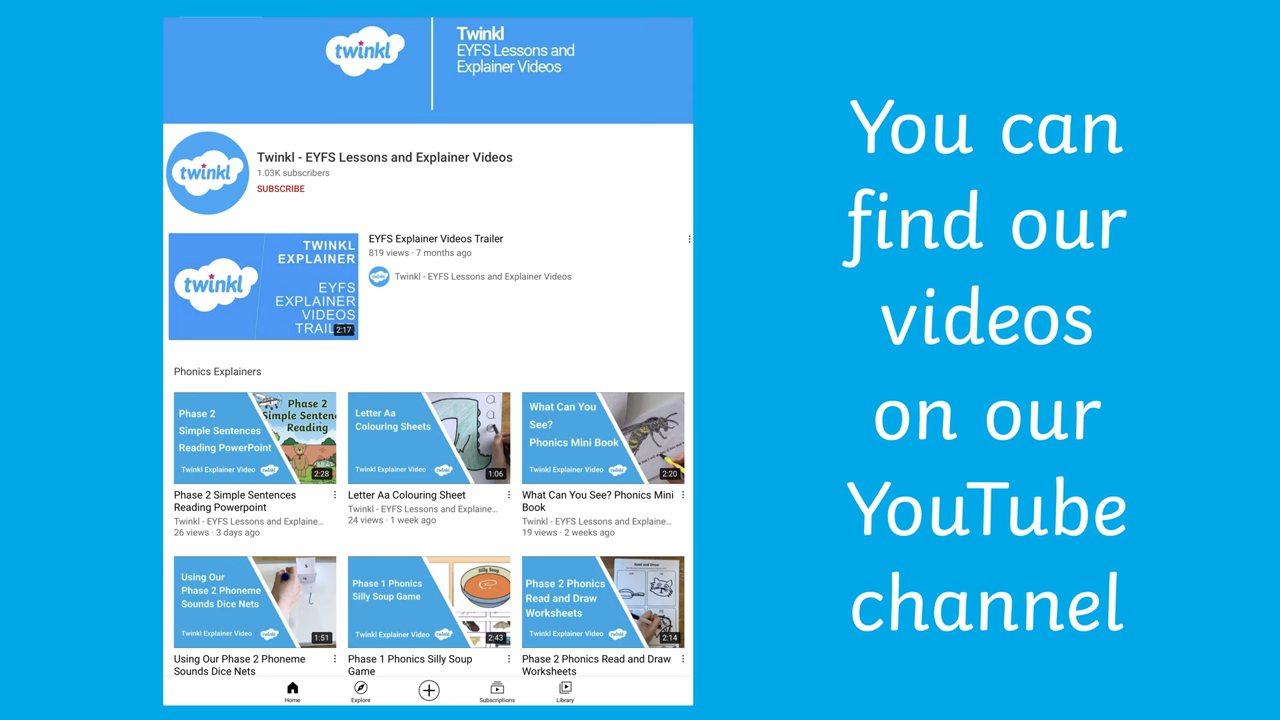 twinkl
Twinkl
EYFS Lessons and
Explainer Videos
twinkl
Twinkl - EYFS Lessons and Explainer Videos
1.03K subscribers
SUBSCRIBE
twinkl
TWINKL
EXPLAINER
EYFS
EXPLAINER
VIDEOS
TRAIL
2:17
EYFS Explainer Videos Trailer
819 views · 7 months ago
twinkl
Twinkl - EYFS Lessons and Explainer Videos
Phonics Explainers
Phase 2
Simple Sentences
Reading PowerPoint
Twinkl Explainer Video
Phase 2
Simple Senten
Reading
2:28
Phase 2 Simple Sentences
Reading Powerpoint
Twinkl - EYFS Lessons and Explaine...
26 views · 3 days ago
Letter Aa
Colouring Sheets
Twinkl Explainer Video
1:06
Letter Aa Colouring Sheet
Twinkl - EYFS Lessons and Explaine...
24 views · 1 week ago
What Can You
See?
Phonics Mini Book
Twinkl Explainer Video
2:20
What Can You See? Phonics Mini
Book
Twinkl - EYFS Lessons and Explaine...
19 views · 2 weeks ago
Using Our
Phase 2 Phoneme
Sounds Dice Nets
Twinkl Explainer Video
1:51
Using Our Phase 2 Phoneme
Sounds Dice Nets
Phase 1 Phonics
Silly Soup Game
Twinkl Explainer Video
Silly Soup
2:43
Phase 1 Phonics Silly Soup
Game
Phase 2 Phonics
Read and Draw
Worksheets
Twinkl Explainer Video
Read and Draw
2:14
Phase 2 Phonics Read and Draw
Worksheets
Home
Explore
Subscriptions
Library
You can
find our
videos
on our
YouTube
channel